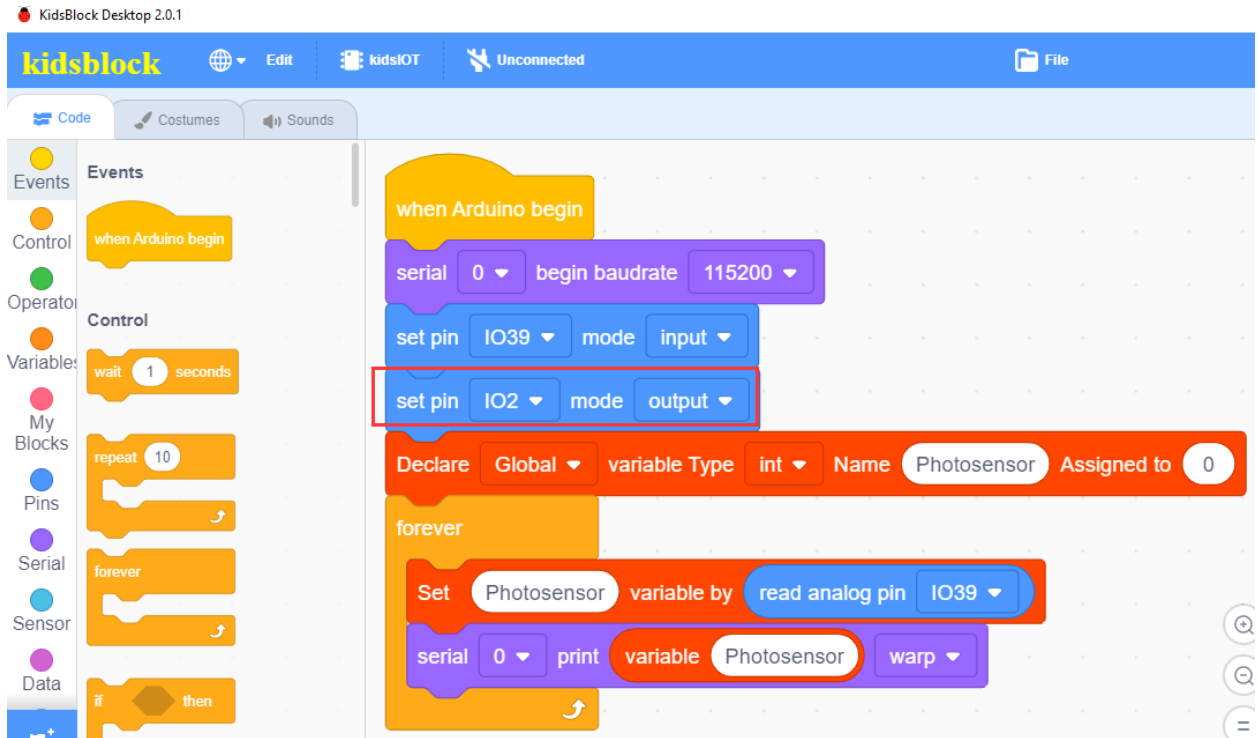 KidsBlock Desktop 2.0.1
kidsblock Edit kidsIOT Unconnected File
Code Costumes Sounds
Events
Control
Operator
Variables
My
Blocks
Pins
Serial
Sensor
Data
Events
when Arduino begin
Control
wait 1 seconds
repeat 10
forever
if then
when Arduino begin
serial 0 begin baudrate 115200
set pin IO39 mode input
set pin IO2 mode output
Declare Global variable Type int Name Photosensor Assigned to 0
forever
Set Photosensor variable by read analog pin IO39
serial 0 print variable Photosensor warp